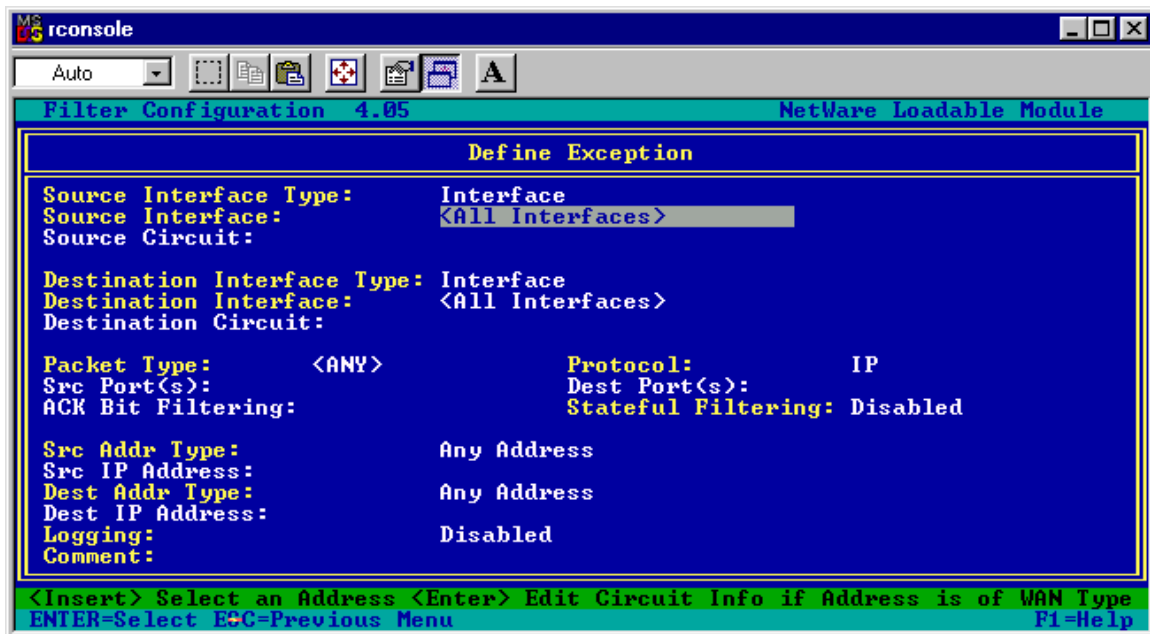 MS DS rconsole
Auto A
Filter Configuration 4.05 NetWare Loadable Module
Define Exception
Source Interface Type: Interface
Source Interface: <All Interfaces>
Source Circuit:
Destination Interface Type: Interface
Destination Interface: <All Interfaces>
Destination Circuit:
Packet Type: <ANY> Protocol: IP
Src Port(s): Dest Port(s):
ACK Bit Filtering: Stateful Filtering: Disabled
Src Addr Type: Any Address
Src IP Address:
Dest Addr Type: Any Address
Dest IP Address:
Logging: Disabled
Comment:
<Insert> Select an Address <Enter> Edit Circuit Info if Address is of WAN Type
ENTER=Select ESC=Previous Menu F1=Help